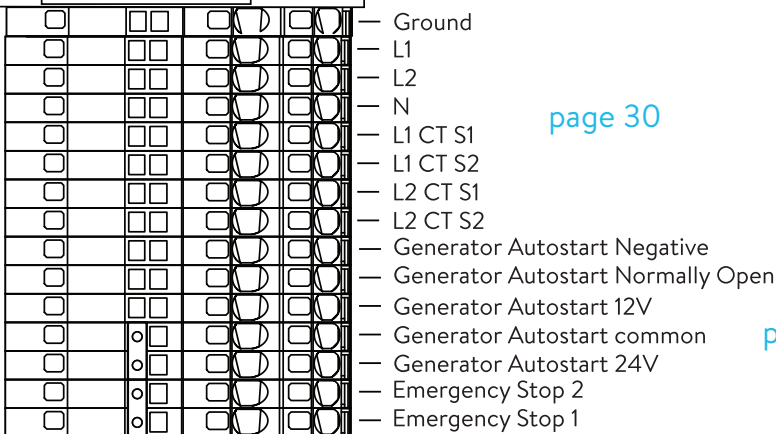 Ground
L1
L2
N
page 30
L1 CT S1
L1 CT S2
L2 CT S1
L2 CT S2
Generator Autostart Negative
Generator Autostart Normally Open
Generator Autostart 12V
Generator Autostart common
Generator Autostart 24V
Emergency Stop 2
Emergency Stop 1